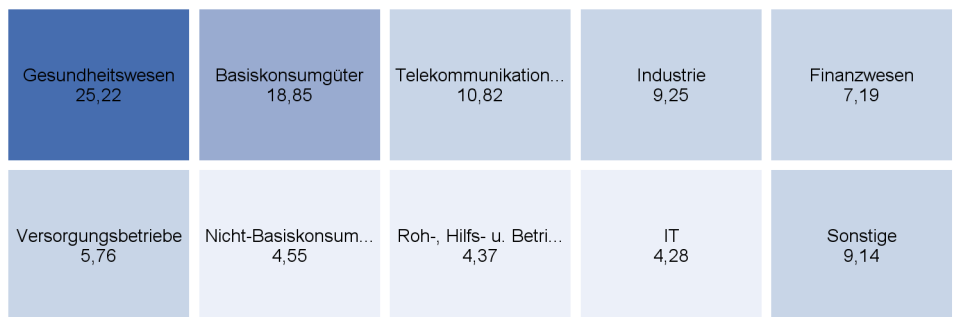 Gesundheitswesen
25,22
Basiskonsumgüter
18,85
Telekommunikation...
10,82
Industrie
9,25
Finanzwesen
7,19
Versorgungsbetriebe
5,76
Nicht-Basiskonsum...
4,55
Roh-, Hilfs- u. Betri...
4,37
IT
4,28
Sonstige
9,14